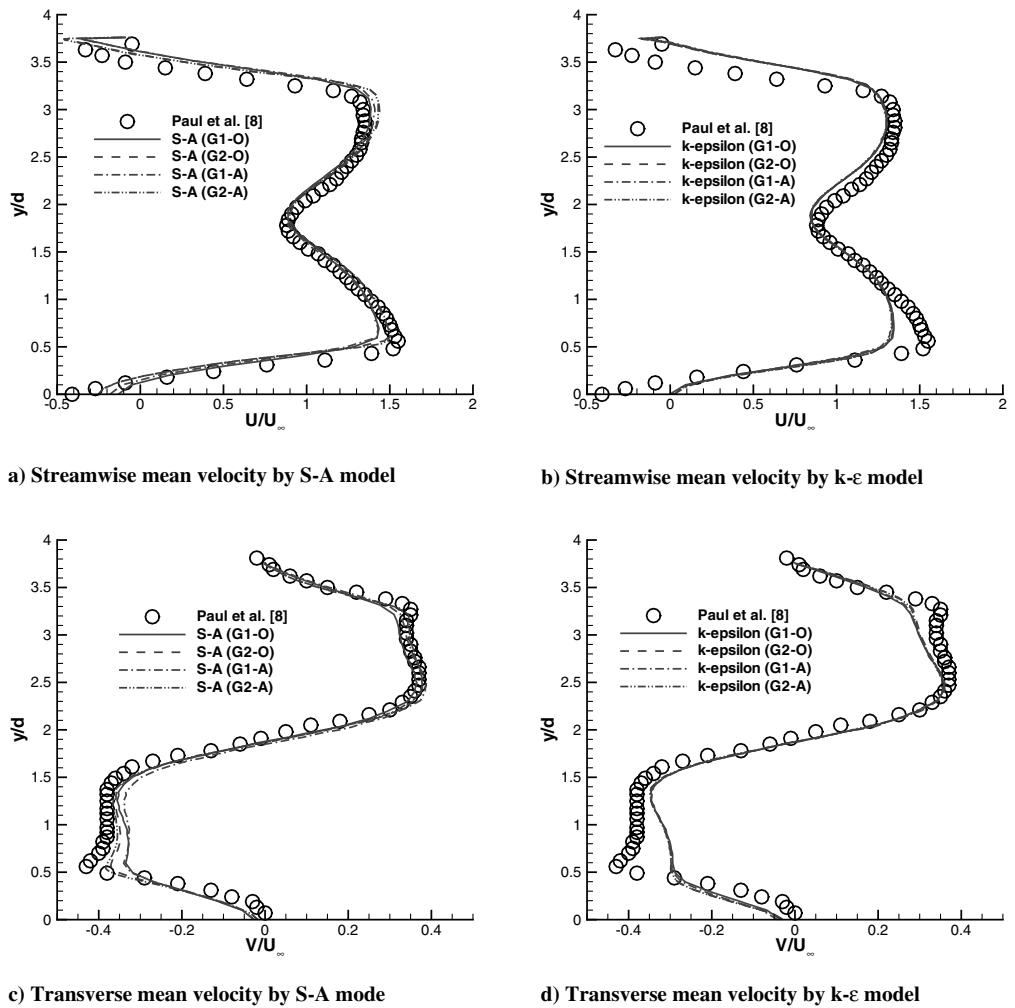 4
3.5
3
2.5
2
1.5
1
0.5
0
y/d
Paul et al. [8]
S-A (G1-O)
S-A (G2-O)
S-A (G1-A)
S-A (G2-A)
-0.5 0 0.5 1 1.5 2
U/U∞
a) Streamwise mean velocity by S-A model
4
3.5
3
2.5
2
1.5
1
0.5
0
y/d
Paul et al. [8]
k-epsilon (G1-O)
k-epsilon (G2-O)
k-epsilon (G1-A)
k-epsilon (G2-A)
-0.5 0 0.5 1 1.5 2
U/U∞
b) Streamwise mean velocity by k-ε model
4
3.5
3
2.5
2
1.5
1
0.5
0
y/d
Paul et al. [8]
S-A (G1-O)
S-A (G2-O)
S-A (G1-A)
S-A (G2-A)
-0.4 -0.2 0 0.2 0.4
V/U∞
c) Transverse mean velocity by S-A mode
4
3.5
3
2.5
2
1.5
1
0.5
0
y/d
Paul et al. [8]
k-epsilon (G1-O)
k-epsilon (G2-O)
k-epsilon (G1-A)
k-epsilon (G2-A)
-0.4 -0.2 0 0.2 0.4
V/U∞
d) Transverse mean velocity by k-ε model